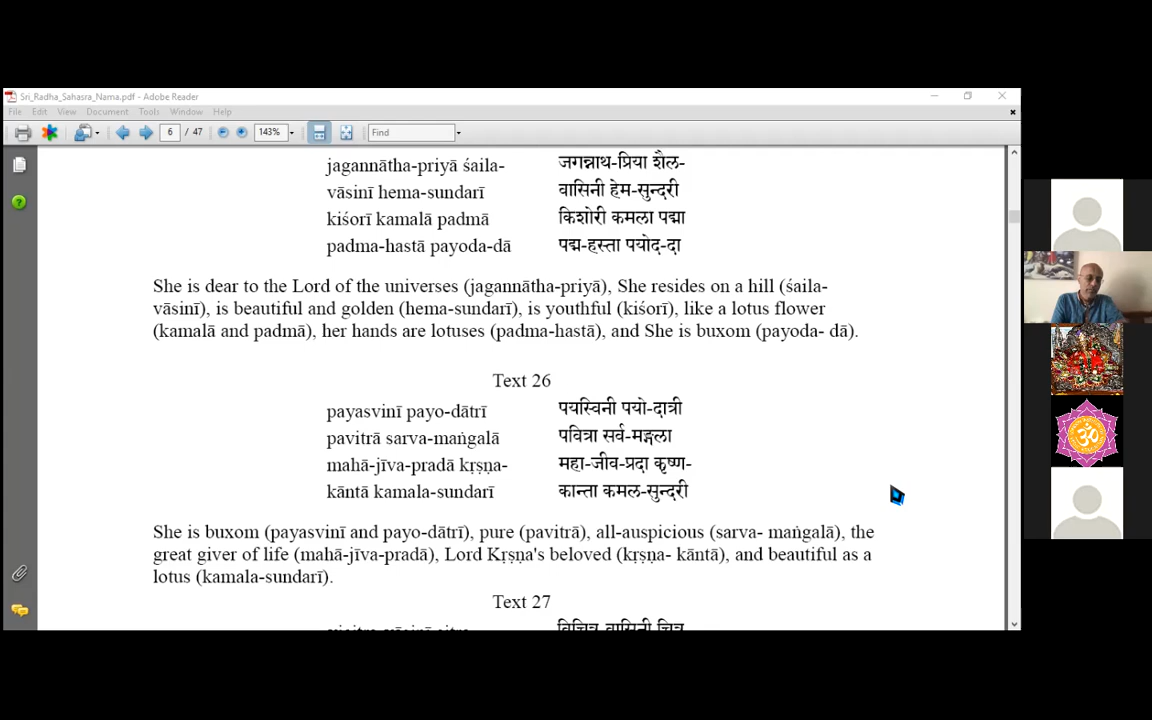 Sri_Radha_Sahasra_Nama.pdf - Adobe Reader
File Edit View Document Tools Window Help
6 / 47 143% Find
jagannātha-priyā śaila- जगन्नाथ-प्रिया शैल-
vāsinī hema-sundarī वासिनी हेम-सुन्दरी
kiśorī kamalā padmā किशोरी कमला पद्मा
padma-hastā payoda-dā पद्म-हस्ता पयोद-दा
She is dear to the Lord of the universes (jagannātha-priyā), She resides on a hill (śaila-
vāsinī), is beautiful and golden (hema-sundarī), is youthful (kiśorī), like a lotus flower
(kamalā and padmā), her hands are lotuses (padma-hastā), and She is buxom (payoda- dā).
Text 26
payasvinī payo-dātrī पयस्विनी पयो-दात्री
pavitrā sarva-maṅgalā पवित्रा सर्व-मङ्गला
mahā-jīva-pradā kṛṣṇa- महा-जीव-प्रदा कृष्ण-
kāntā kamala-sundarī कान्ता कमल-सुन्दरी
She is buxom (payasvinī and payo-dātrī), pure (pavitrā), all-auspicious (sarva- maṅgalā), the
great giver of life (mahā-jīva-pradā), Lord Kṛṣṇa's beloved (kṛṣṇa- kāntā), and beautiful as a
lotus (kamala-sundarī).
Text 27
vicitra-vāsinī citra- विचित्र-वासिनी चित्र-
ॐ